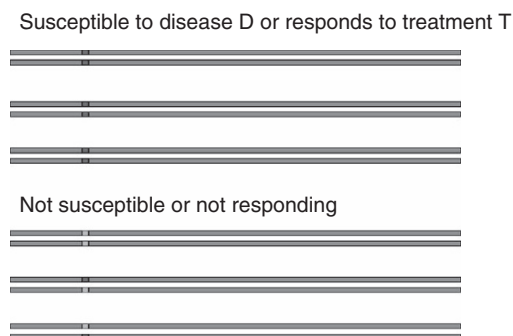 Susceptible to disease D or responds to treatment T
Not susceptible or not responding